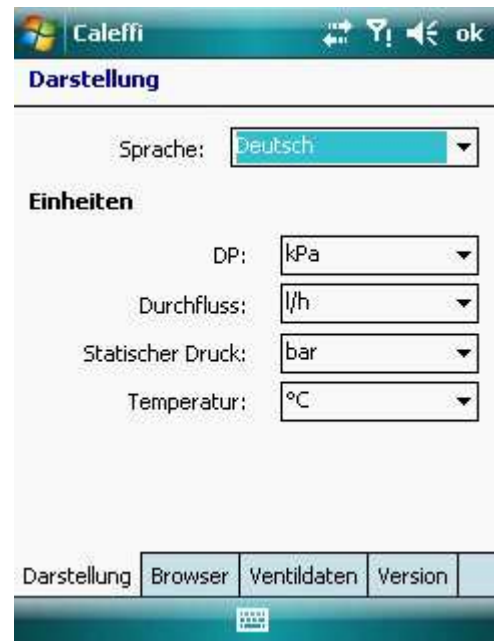 Caleffi ok
Darstellung
Sprache: Deutsch
Einheiten
DP: kPa
Durchfluss: l/h
Statischer Druck: bar
Temperatur: °C
Darstellung Browser Ventildaten Version